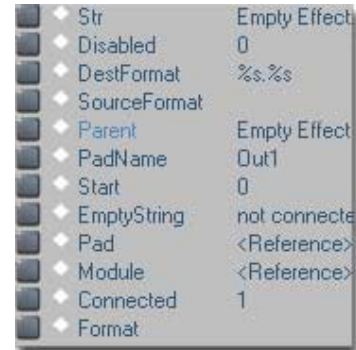 Str Empty Effect
Disabled 0
DestFormat %s.%s
SourceFormat
Parent Empty Effect
PadName Out1
Start 0
EmptyString not connecte
Pad <Reference>
Module <Reference>
Connected 1
Format